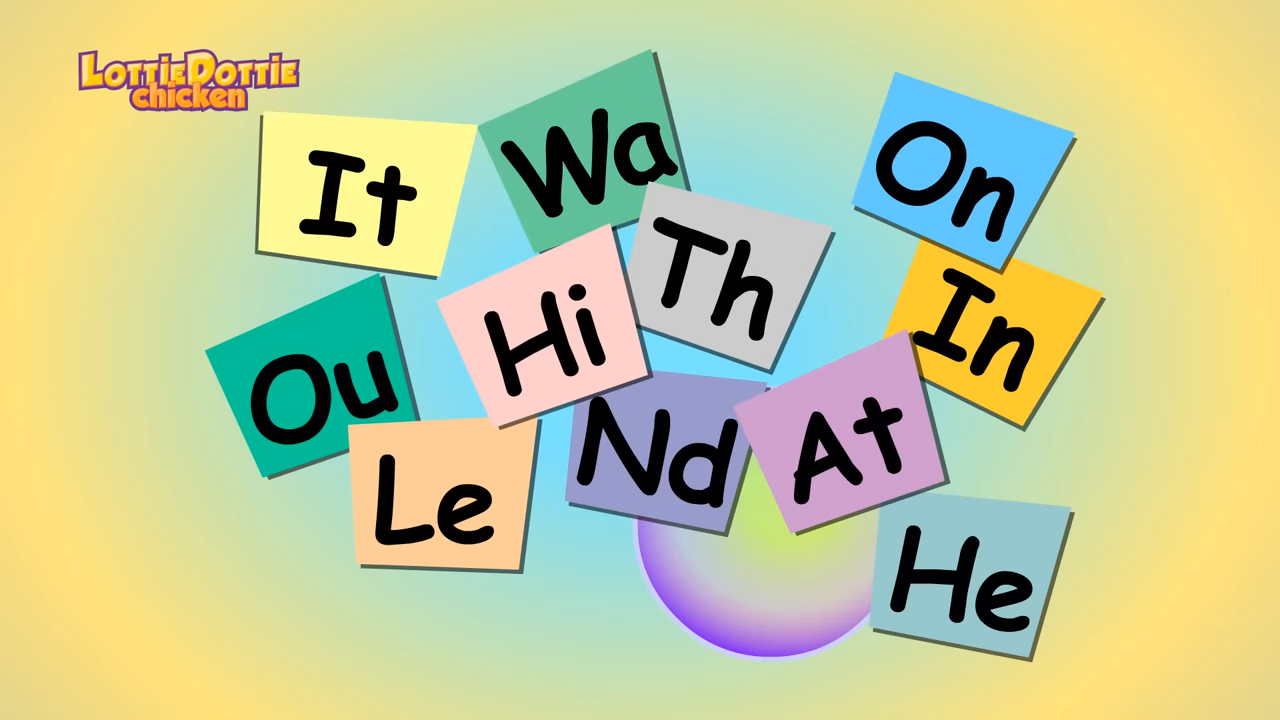 LottieDottie
chicken
It
Wa
On
Th
In
Hi
Ou
Nd
At
Le
He